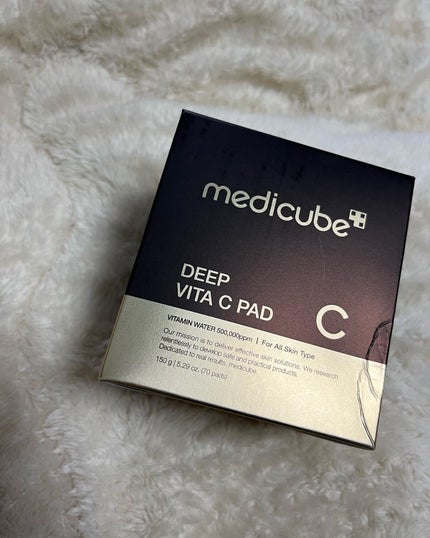 medicube
DEEP
VITA C PAD
C
VITAMIN WATER 500,000ppm | For All Skin Type
Our mission is to deliver effective skin solutions. We research
relentlessly to develop safe and practical products.
Dedicated to real results, medicube.
150 g | 5.29 oz. (70 pads)